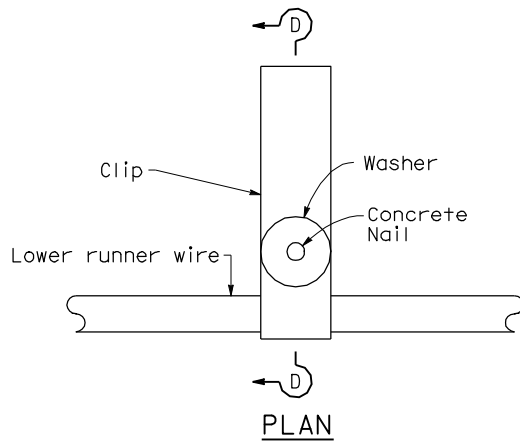 D
Clip
Washer
Concrete
Nail
Lower runner wire
D
PLAN